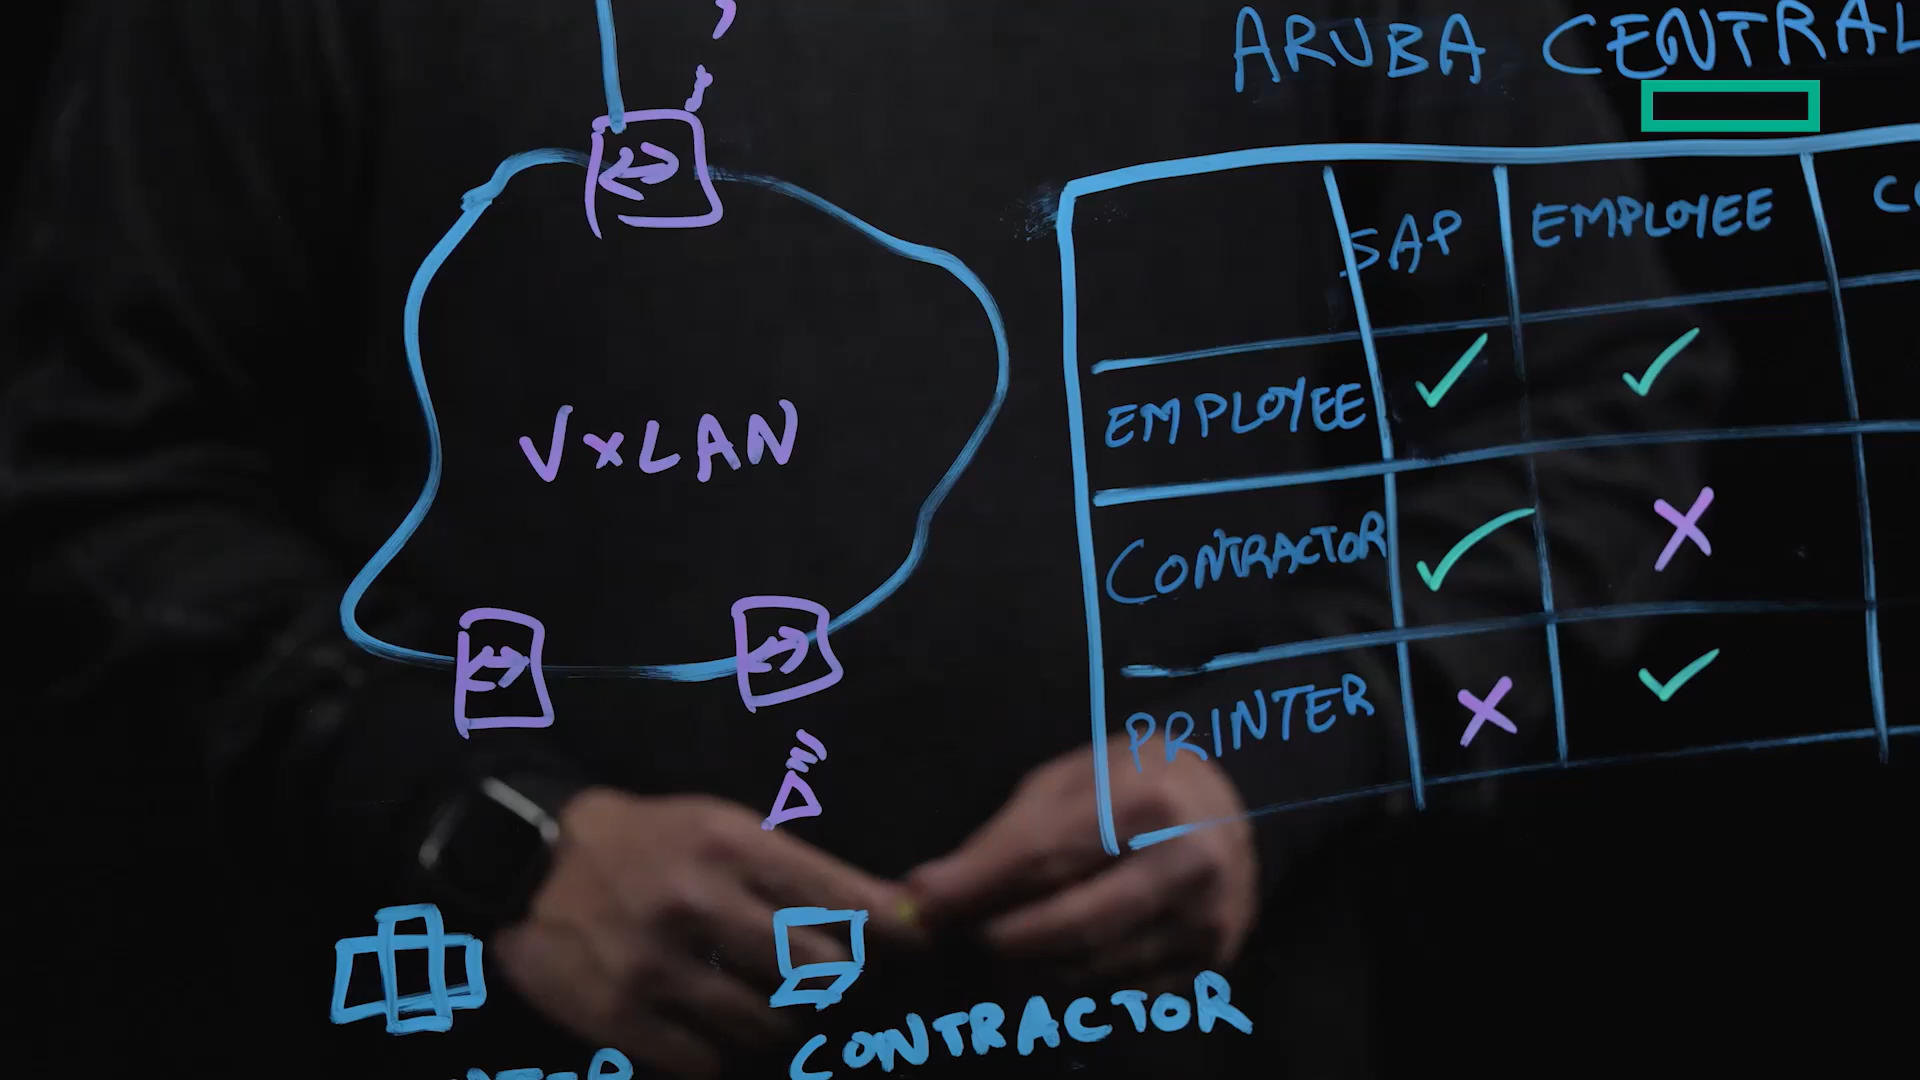 ARUBA CENTRAL
SAP EMPLOYEE
EMPLOYEE
VXLAN
CONTRACTOR
PRINTER
CONTRACTOR